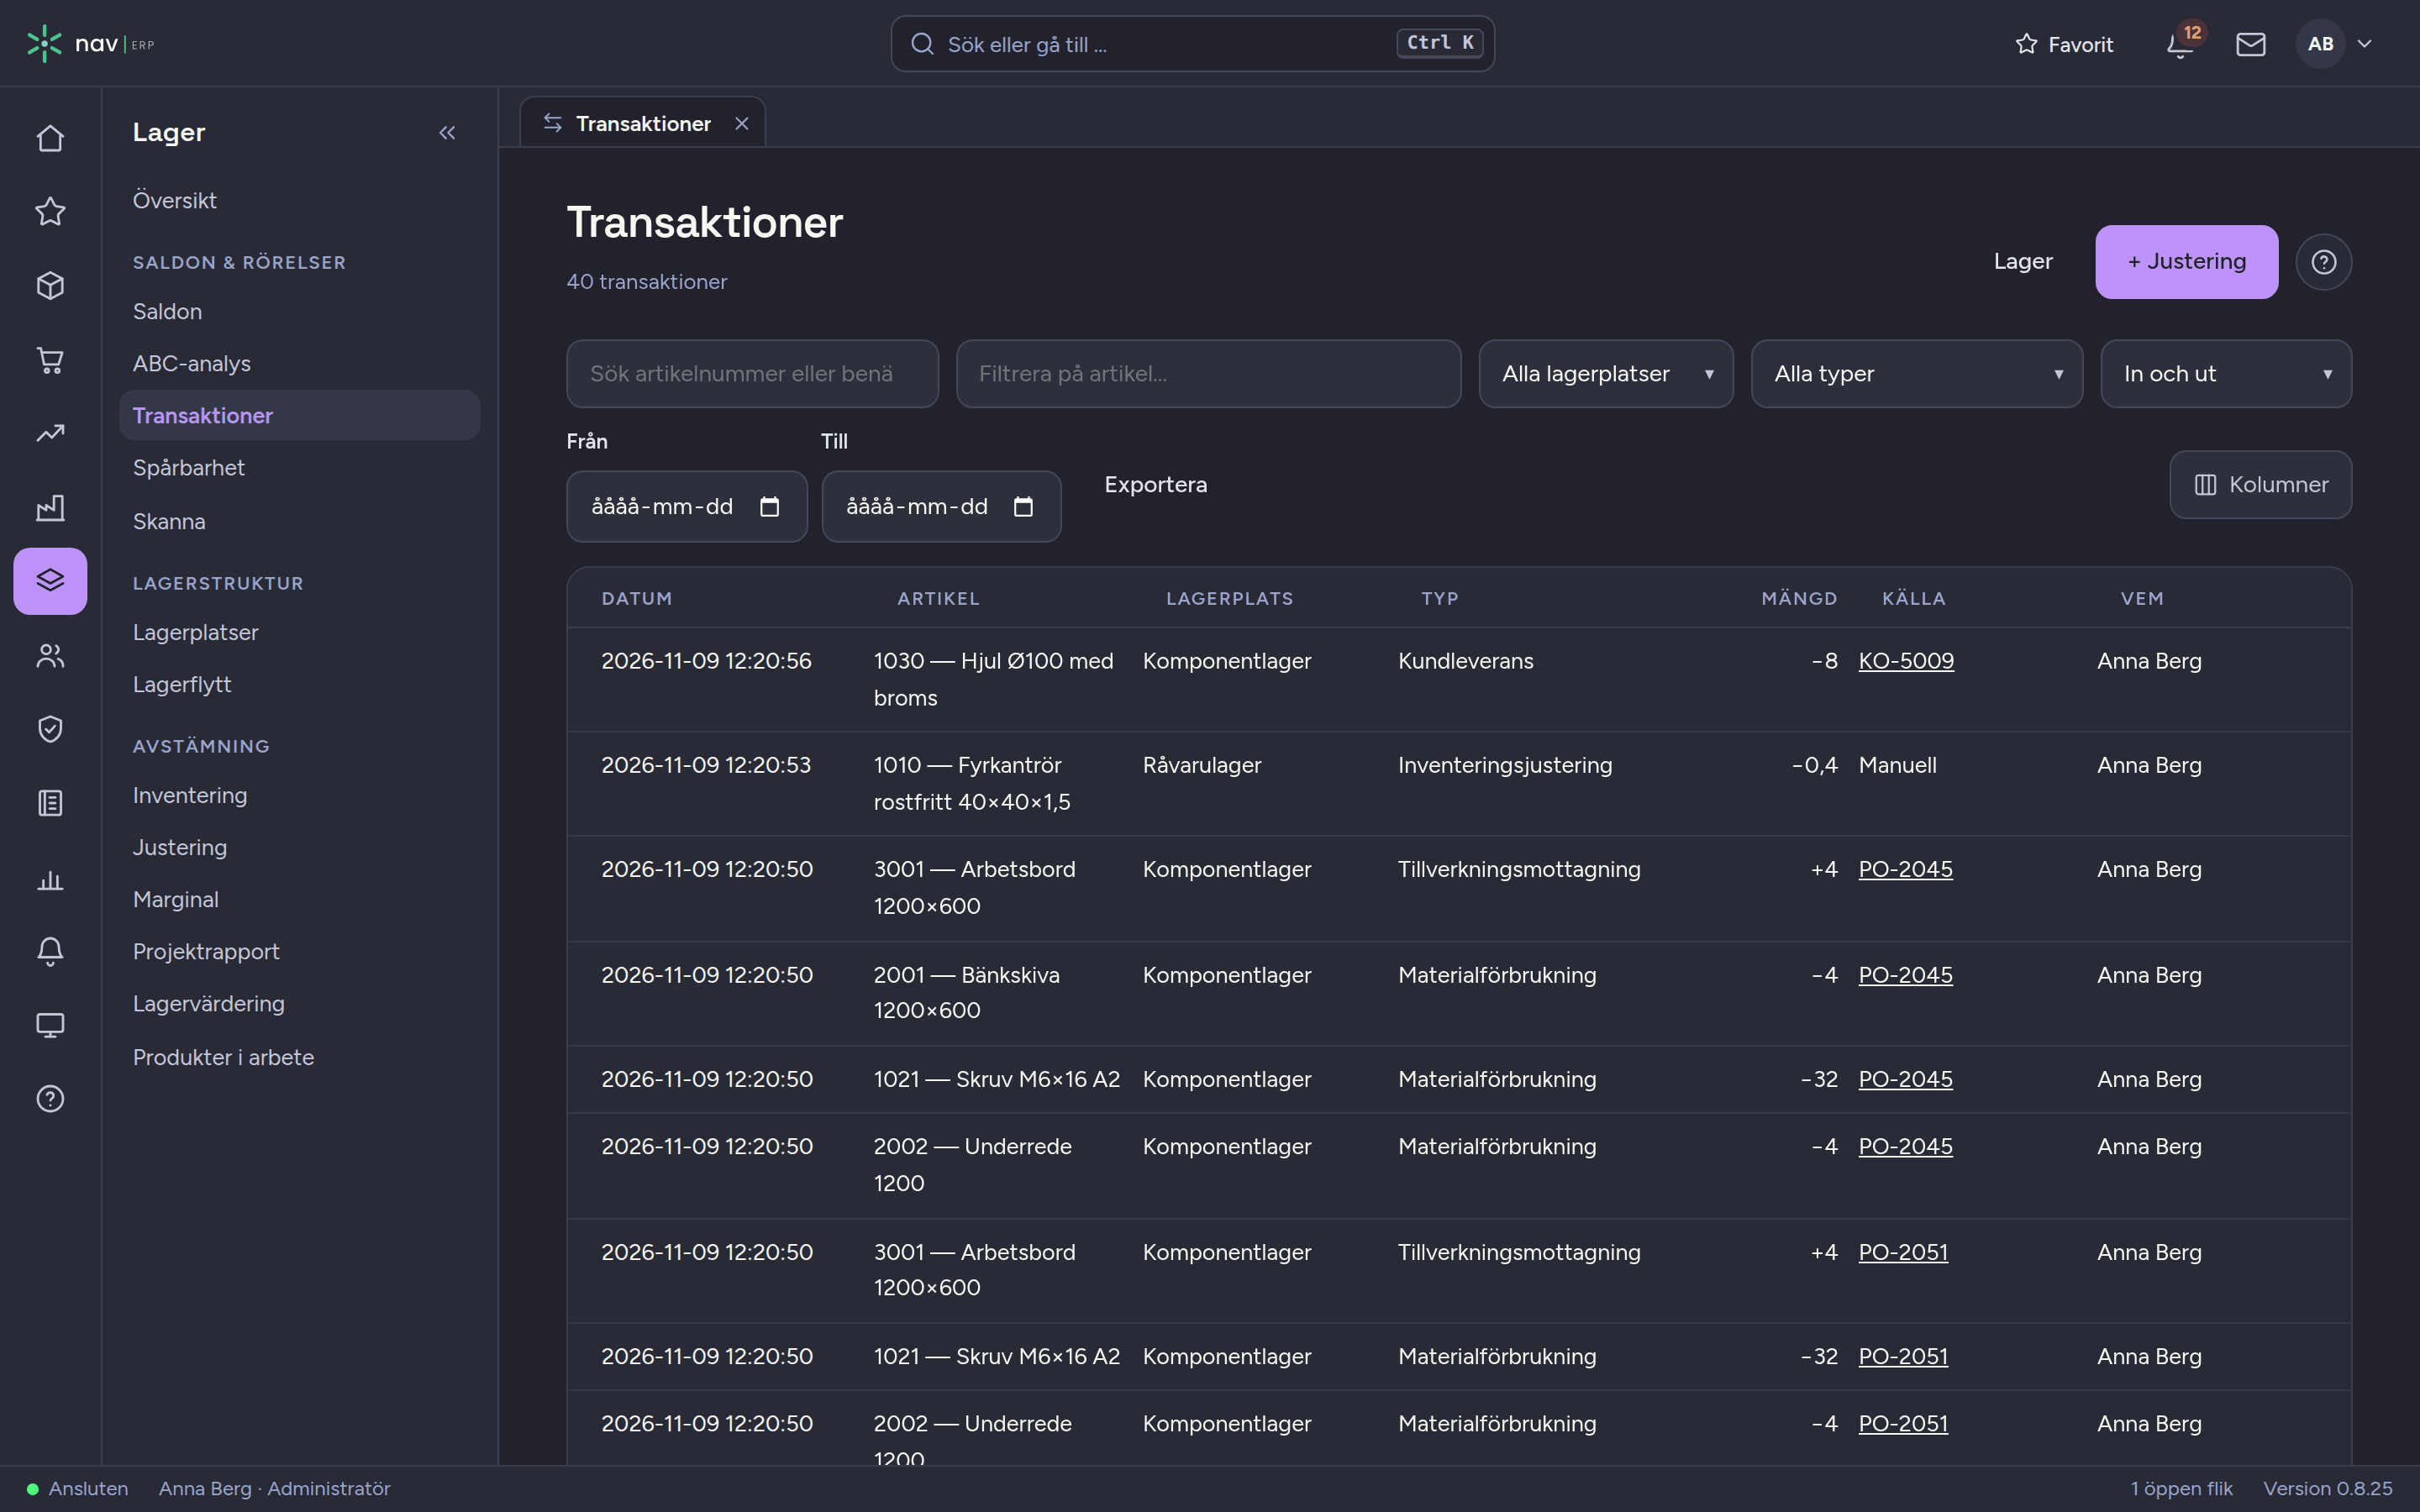 nav ERP
Sök eller gå till ...
Ctrl K
Favorit
12
AB
Lager
Översikt
SALDON & RÖRELSER
Saldon
ABC-analys
Transaktioner
Spårbarhet
Skanna
LAGERSTRUKTUR
Lagerplatser
Lagerflytt
AVSTÄMNING
Inventering
Justering
Marginal
Projektrapport
Lagervärdering
Produkter i arbete
Transaktioner
Transaktioner
40 transaktioner
Lager
+ Justering
Sök artikelnummer eller benä
Filtrera på artikel...
Alla lagerplatser
Alla typer
In och ut
Från
Till
åååå-mm-dd
åååå-mm-dd
Exportera
Kolumner
DATUM ARTIKEL LAGERPLATS TYP MÄNGD KÄLLA VEM
2026-11-09 12:20:56 1030 — Hjul Ø100 med Komponentlager Kundleverans −8 KO-5009 Anna Berg
broms
2026-11-09 12:20:53 1010 — Fyrkantrör Råvarulager Inventeringsjustering −0,4 Manuell Anna Berg
rostfritt 40×40×1,5
2026-11-09 12:20:50 3001 — Arbetsbord Komponentlager Tillverkningsmottagning +4 PO-2045 Anna Berg
1200×600
2026-11-09 12:20:50 2001 — Bänkskiva Komponentlager Materialförbrukning −4 PO-2045 Anna Berg
1200×600
2026-11-09 12:20:50 1021 — Skruv M6×16 A2 Komponentlager Materialförbrukning −32 PO-2045 Anna Berg
2026-11-09 12:20:50 2002 — Underrede Komponentlager Materialförbrukning −4 PO-2045 Anna Berg
1200
2026-11-09 12:20:50 3001 — Arbetsbord Komponentlager Tillverkningsmottagning +4 PO-2051 Anna Berg
1200×600
2026-11-09 12:20:50 1021 — Skruv M6×16 A2 Komponentlager Materialförbrukning −32 PO-2051 Anna Berg
2026-11-09 12:20:50 2002 — Underrede Komponentlager Materialförbrukning −4 PO-2051 Anna Berg
1200
Ansluten
Anna Berg · Administratör
1 öppen flik
Version 0.8.25